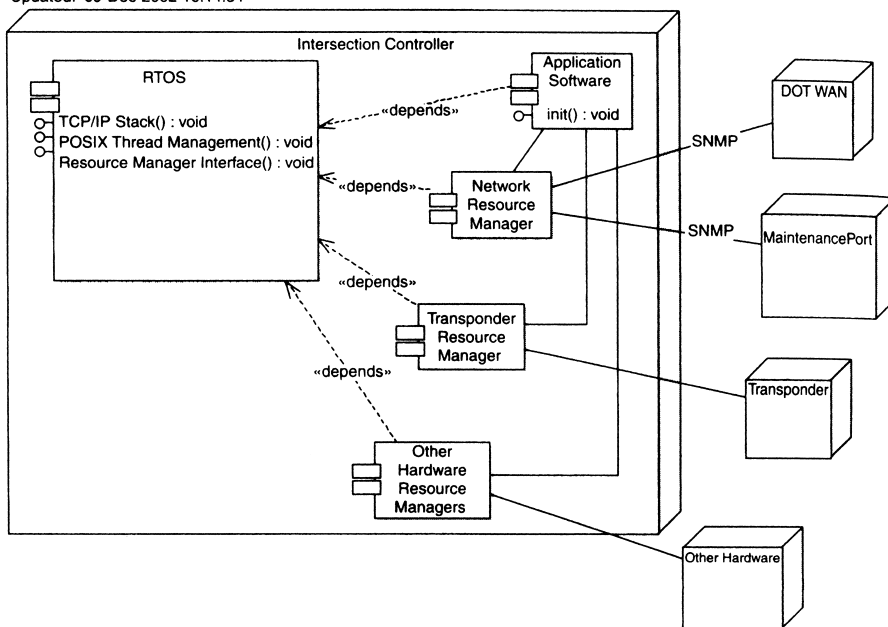 Intersection Controller
RTOS
TCP/IP Stack() : void
POSIX Thread Management() : void
Resource Manager Interface() : void
Application
Software
init() : void
«depends»
Network
Resource
Manager
«depends»
Transponder
Resource
Manager
«depends»
Other
Hardware
Resource
Managers
«depends»
SNMP
DOT WAN
SNMP
MaintenancePort
Transponder
Other Hardware